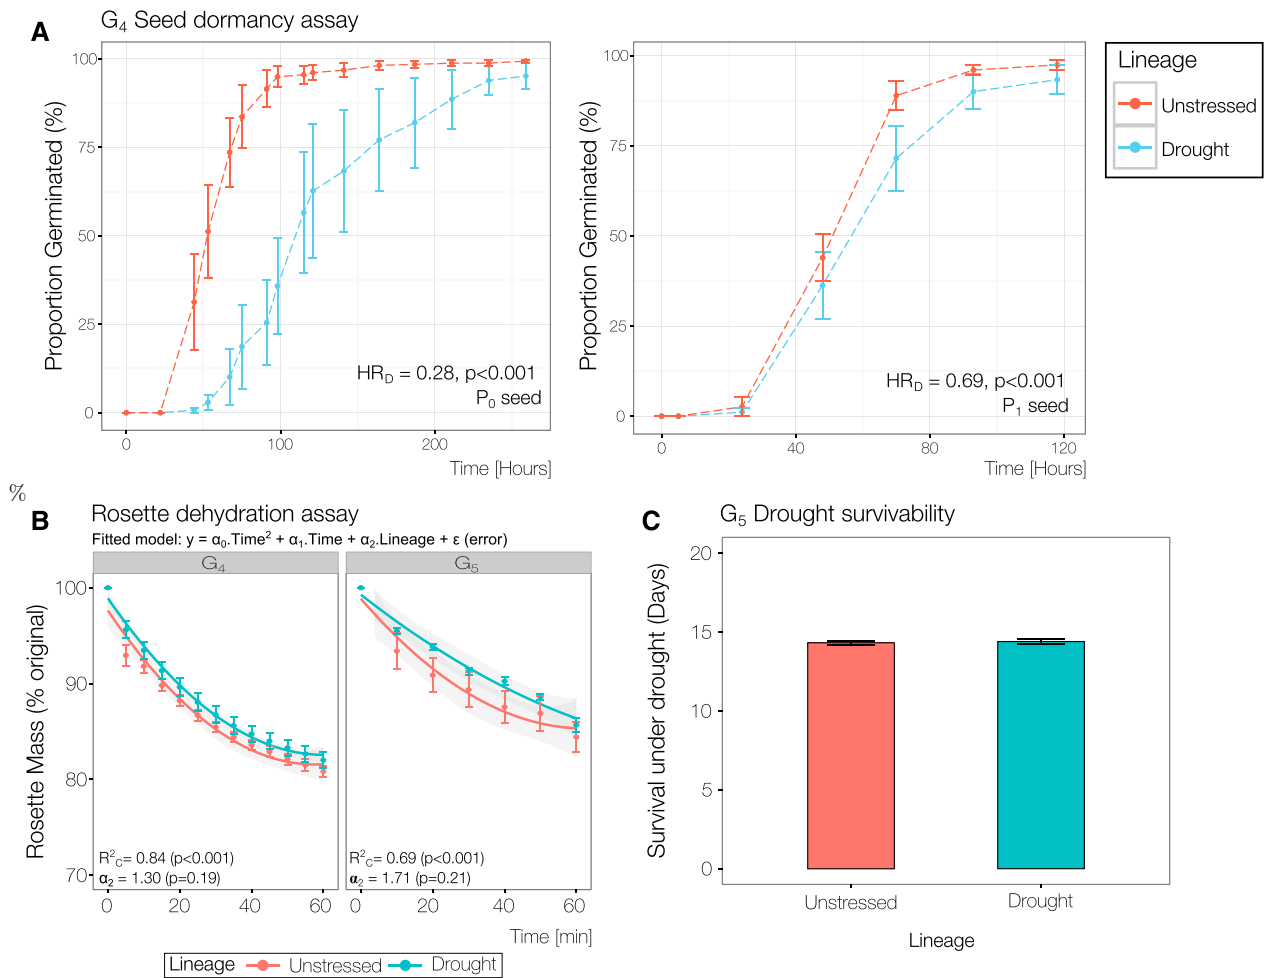 A
G4 Seed dormancy assay
Proportion Germinated (%)
100
75
50
25
0
0
100
200
Time [Hours]
HRD = 0.28, p<0.001
P0 seed
Proportion Germinated (%)
100
75
50
25
0
0
40
80
120
Time [Hours]
HRD = 0.69, p<0.001
P1 seed
Lineage
Unstressed
Drought
%
B
Rosette dehydration assay
Fitted model: y = α0.Time2 + α1.Time + α2.Lineage + ε (error)
G4
G5
Rosette Mass (% original)
100
90
80
70
R2C= 0.84 (p<0.001)
α2 = 1.30 (p=0.19)
R2C= 0.69 (p<0.001)
α2 = 1.71 (p=0.21)
0
20
40
60
0
20
40
60
Time [min]
Lineage
Unstressed
Drought
C
G5 Drought survivability
Survival under drought (Days)
20
15
10
5
0
Unstressed
Drought
Lineage